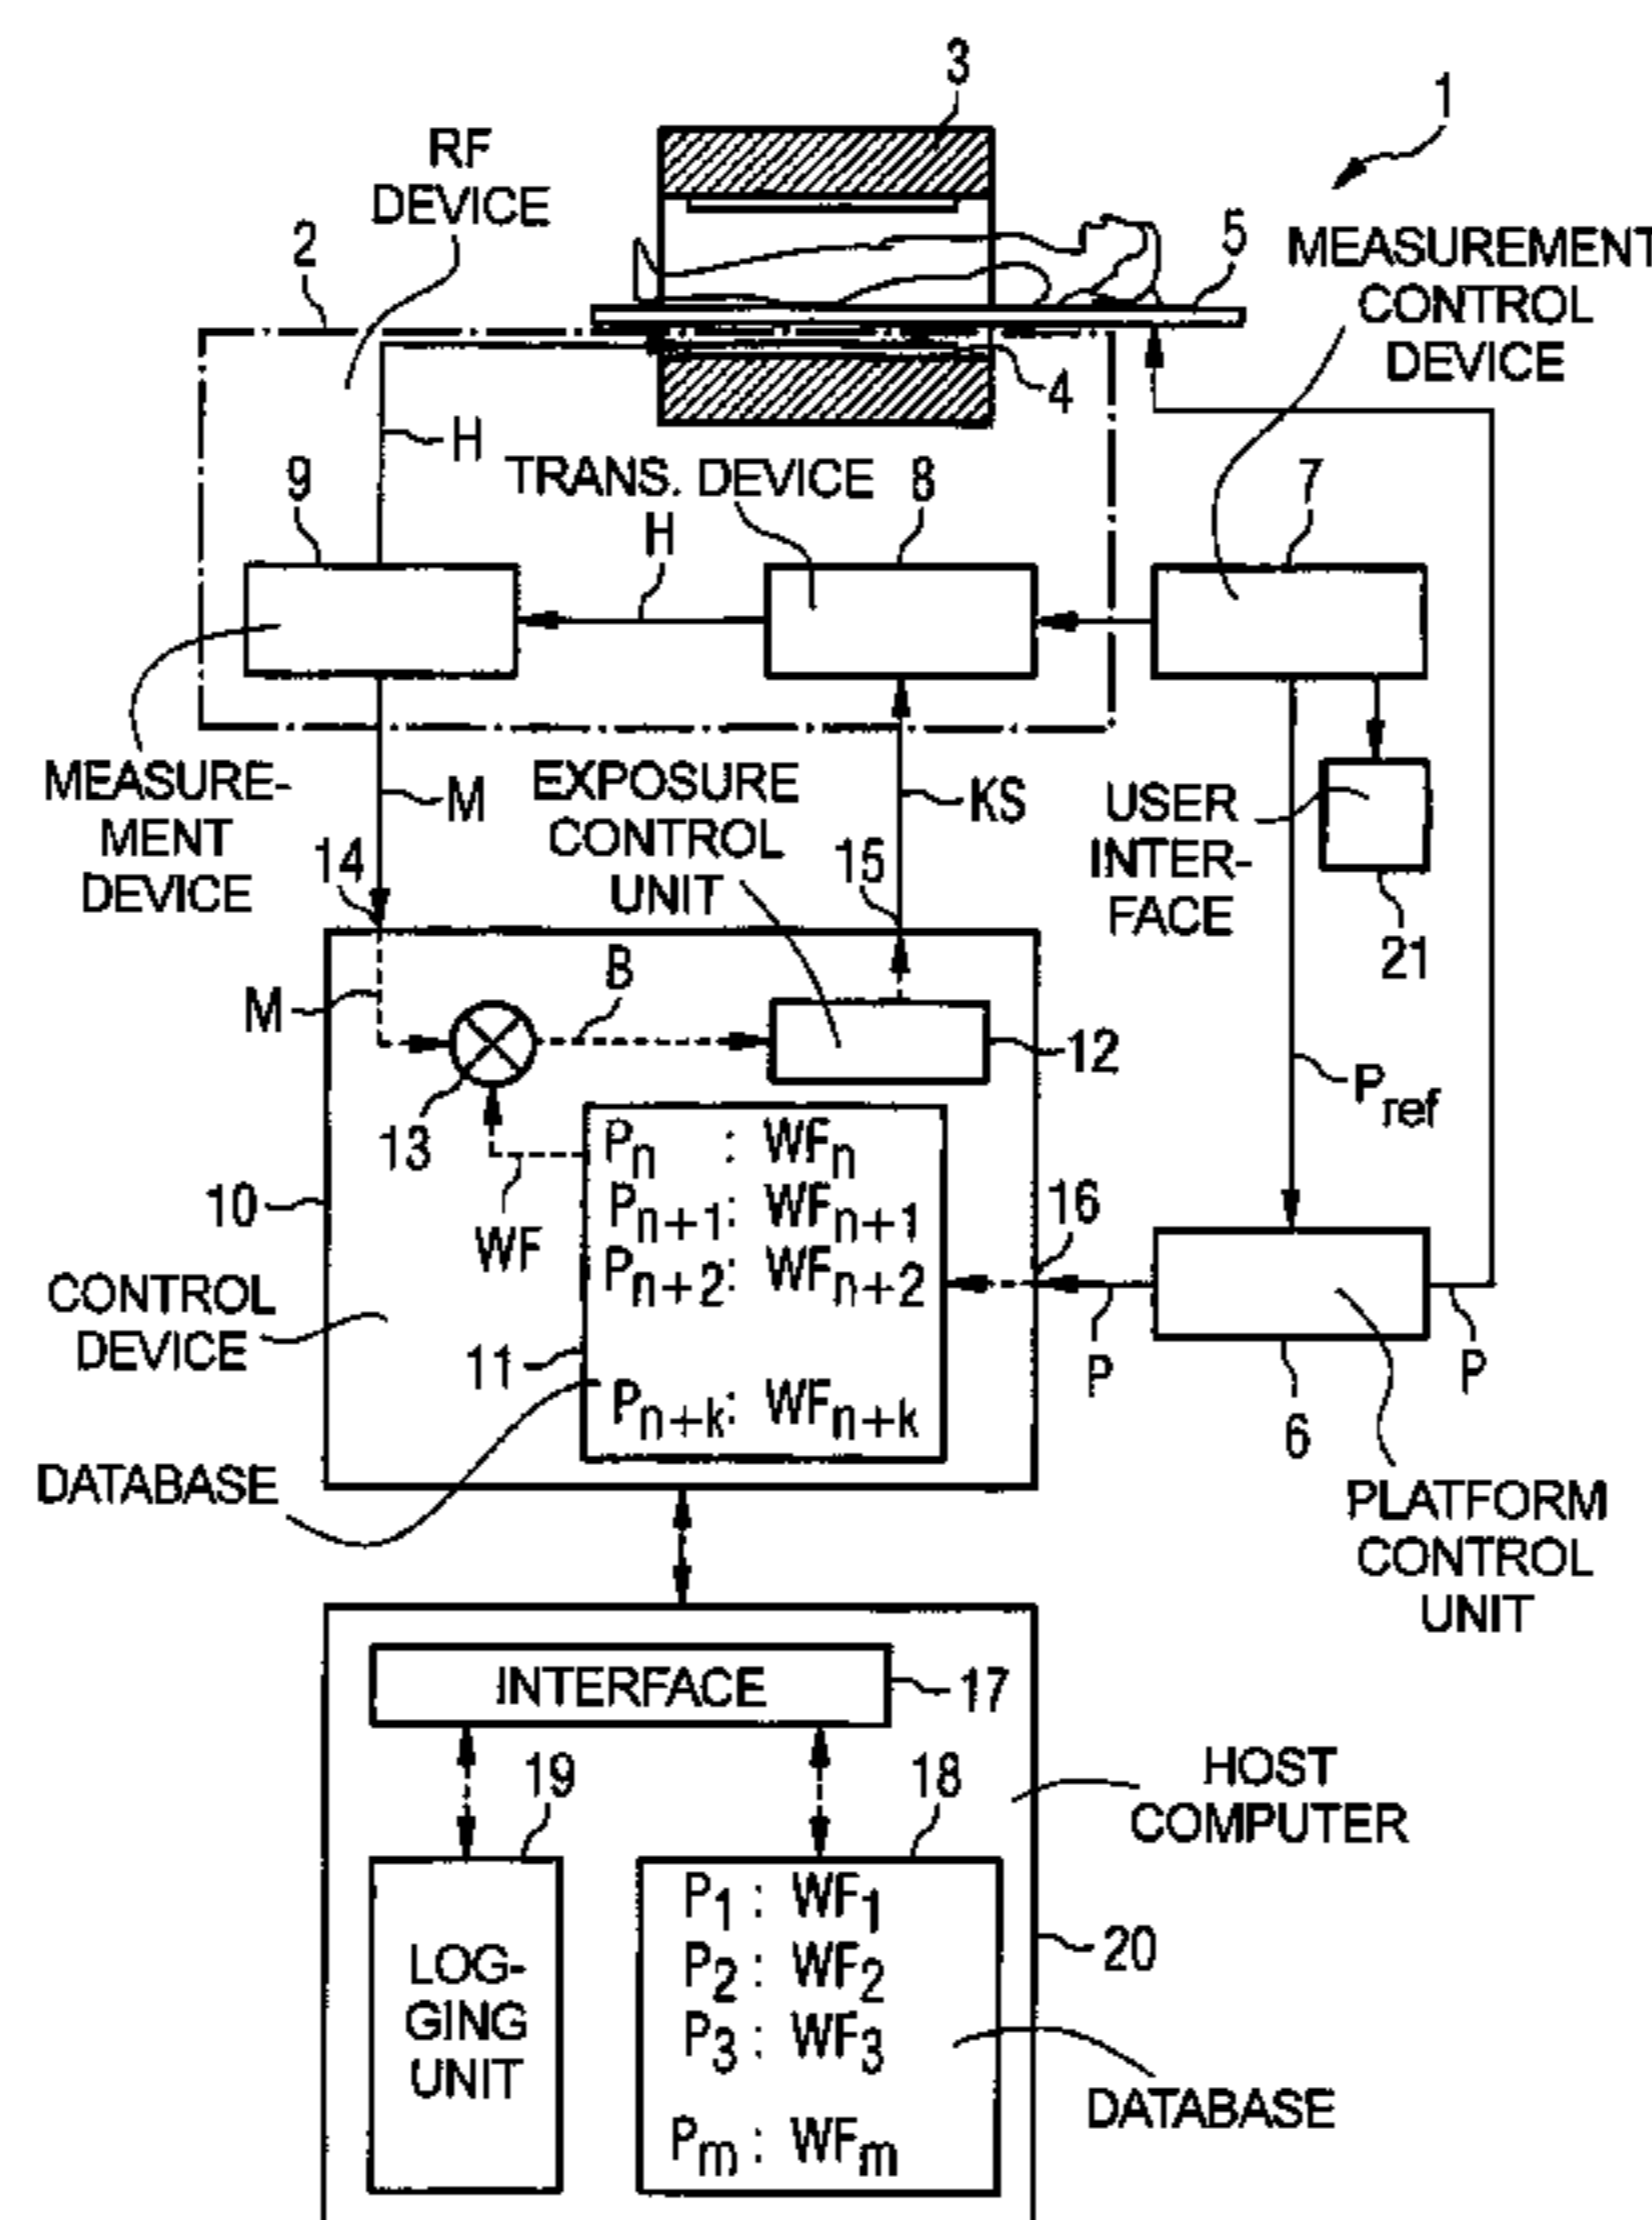 3
1
RF
DEVICE
2
5
MEASUREMENT
CONTROL
DEVICE
4
H
9
TRANS. DEVICE
8
7
H
MEASURE-
MENT
DEVICE
M
EXPOSURE
CONTROL
UNIT
KS
USER
INTER-
FACE
14
15
21
M
B
12
13
Pref
10
WF
Pn : WFn
Pn+1: WFn+1
Pn+2: WFn+2
Pn+k: WFn+k
16
CONTROL
DEVICE
11
P
P
6
DATABASE
PLATFORM
CONTROL
UNIT
INTERFACE
17
19
18
HOST
COMPUTER
LOG-
GING
UNIT
P1 : WF1
P2 : WF2
P3 : WF3
Pm : WFm
20
DATABASE